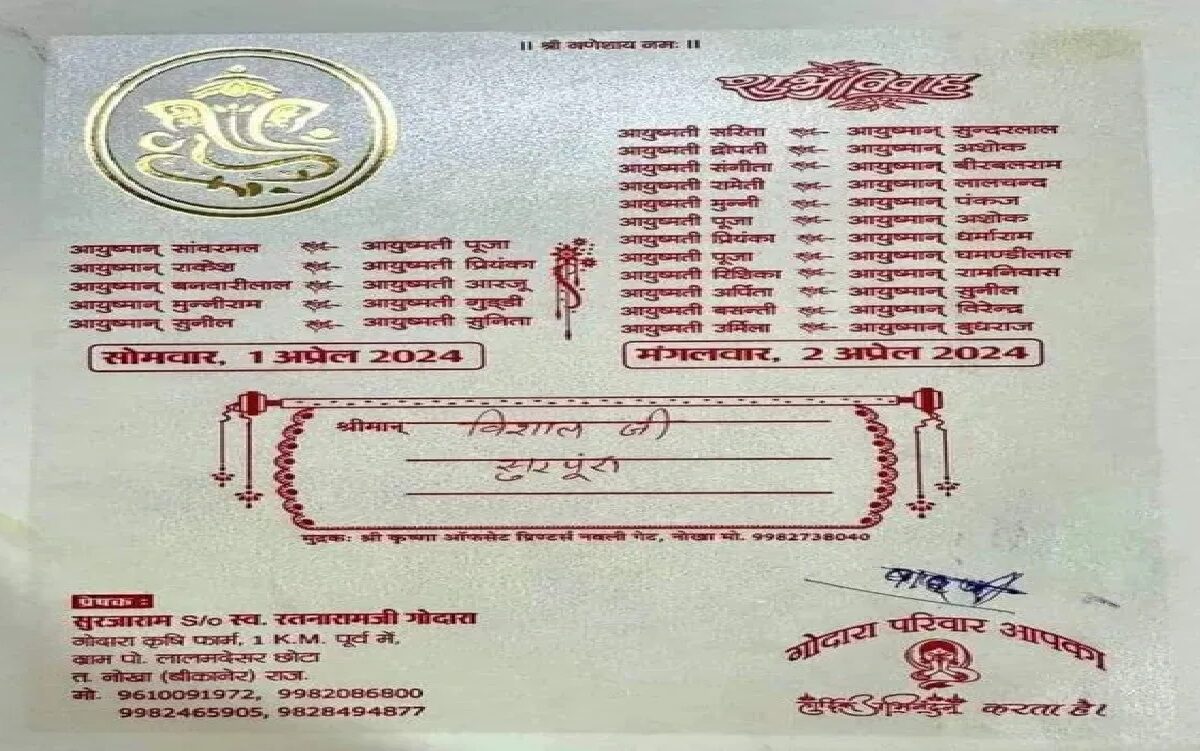 ॥ श्री गणेशाय नमः ॥
शुभ विवाह
आयुष्मान् सांवरमल आयुष्मती पूजा
आयुष्मान् राकेश आयुष्मती प्रियंका
आयुष्मान् बनवारीलाल आयुष्मती आरजू
आयुष्मान् मुन्नीराम आयुष्मती गुड्डी
आयुष्मान् सुनील आयुष्मती सुनिता
सोमवार, 1 अप्रेल 2024
आयुष्मती सरिता आयुष्मान् सुन्दरलाल
आयुष्मती द्रोपती आयुष्मान् अशोक
आयुष्मती संगीता आयुष्मान् बीरबलराम
आयुष्मती रामेती आयुष्मान् लालचन्द
आयुष्मती मुन्नी आयुष्मान् पंकज
आयुष्मती पूजा आयुष्मान् अशोक
आयुष्मती प्रियंका आयुष्मान् धर्माराम
आयुष्मती पूजा आयुष्मान् घमण्डीलाल
आयुष्मती रिद्धिका आयुष्मान् रामनिवास
आयुष्मती अर्पिता आयुष्मान् सुनील
आयुष्मती बसन्ती आयुष्मान् विरेन्द्र
आयुष्मती उर्मिला आयुष्मान् बुधराज
मंगलवार, 2 अप्रेल 2024
श्रीमान् विशाल जी
सुरपूरा
मुद्रकः श्री कृष्णा ऑफसेट प्रिण्टर्स नवली गेट, नोखा मो. 9982738040
प्रेषक :
सुरजाराम S/o स्व. रतनारामजी गोदारा
गोदारा कृषि फार्म, 1 K.M. पूर्व में,
ग्राम पो. लालमदेसर छोटा
त. नोखा (बीकानेर) राज.
मो. 9610091972, 9982086800
9982465905, 9828494877
गोदारा परिवार आपका
हार्दिक अभिनन्दन करता है।